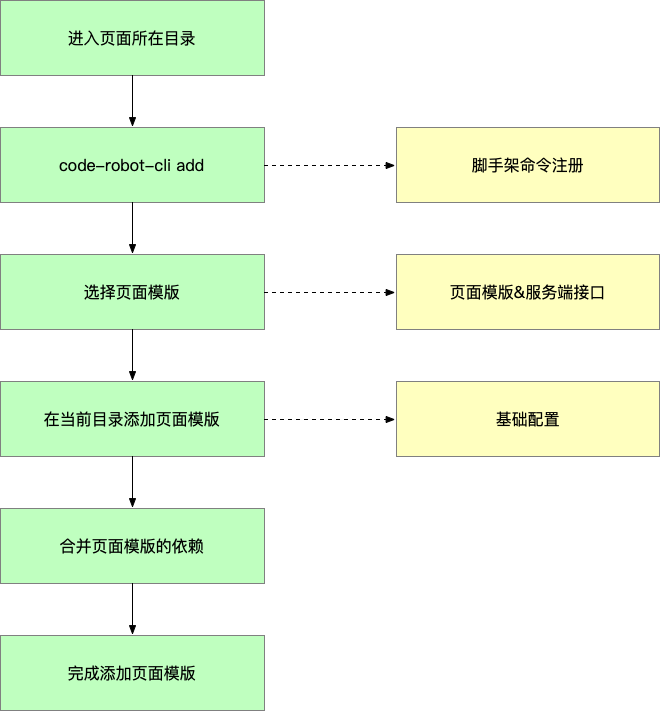 进入页面所在目录
code-robot-cli add
脚手架命令注册
选择页面模版
页面模版&服务端接口
在当前目录添加页面模版
基础配置
合并页面模版的依赖
完成添加页面模版